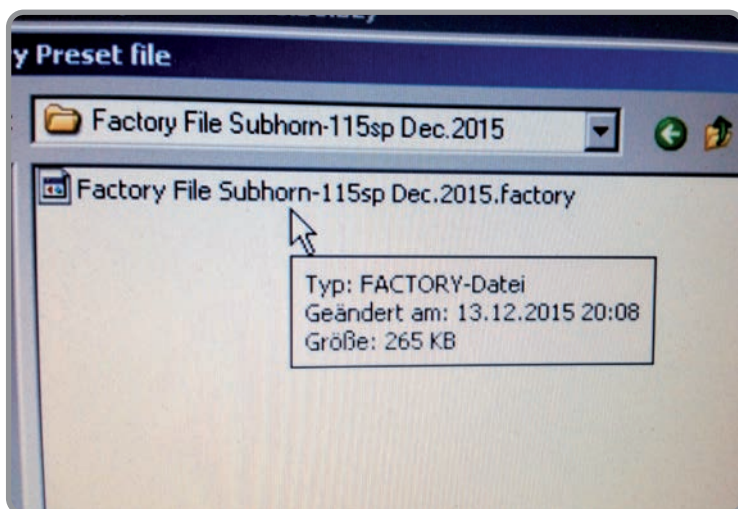 y Preset file
Factory File Subhorn-115sp Dec.2015
Factory File Subhorn-115sp Dec.2015.factory
Typ: FACTORY-Datei
Geändert am: 13.12.2015 20:08
Größe: 265 KB